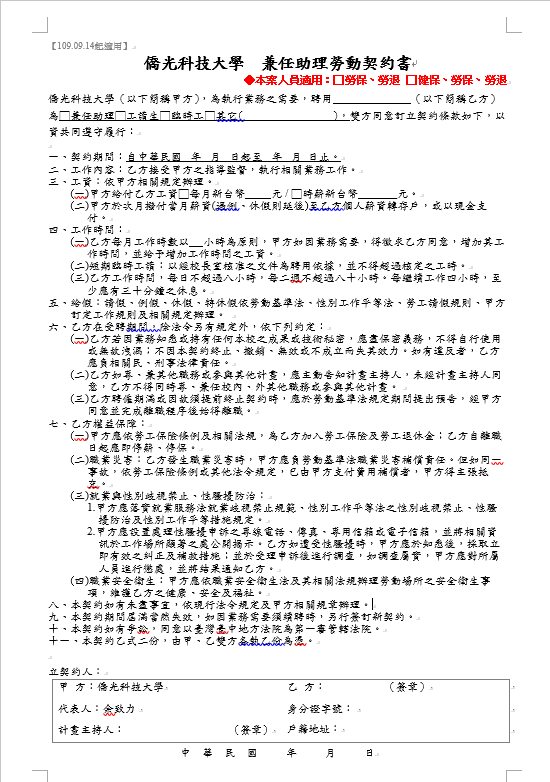 【109.09.14起適用】
僑光科技大學　兼任助理勞動契約書
◆本案人員適用：□勞保、勞退 □健保、勞保、勞退
僑光科技大學（以下簡稱甲方），為執行業務之需要，聘用＿＿＿＿＿＿＿（以下簡稱乙方）
為□兼任助理□工讀生□臨時工□其它(　　　　　　　　)，雙方同意訂立契約條款如下，以
資共同遵守履行：
一、契約期間：自中華民國　年　月　日起至　年　月　日止。
二、工作內容：乙方接受甲方之指導監督，執行相關業務工作。
三、工資：依甲方相關規定辦理。
(一)甲方給付乙方工資□每月新台幣＿＿元/□時薪新台幣＿＿＿元。
(二)甲方於次月撥付當月薪資(遇例、休假則延後)至乙方個人薪資轉存戶，或以現金支
付。
四、工作時間：
(一)乙方每月工作時數以＿＿小時為原則，甲方如因業務需要，得徵求乙方同意，增加其工
作時間，並給予增加工作時間之工資。
(二)短期臨時工讀：以經校長室核准之文件為聘用依據，並不得超過核定之工時。
(三)乙方工作時間，每日不超過八小時，每二週不超過八十小時。每繼續工作四小時，至
少應有三十分鐘之休息。
五、給假：請假、例假、休假、特休假依勞動基準法、性別工作平等法、勞工請假規則、甲方
訂定工作規則及相關規定辦理。
六、乙方在受聘期間，除法令另有規定外，依下列約定：
(一)乙方若因業務知悉或持有任何本校之成果或技術秘密，應盡保密義務，不得自行使用
或無故洩漏；不因本契約終止、撤銷、無效或不成立而失其效力。如有違反者，乙方
應負相關民、刑事法律責任。
(二)乙方如專、兼其他職務或參與其他計畫，應主動告知計畫主持人，未經計畫主持人同
意，乙方不得同時專、兼任校內、外其他職務或參與其他計畫。
(三)乙方聘僱期滿或因故須提前終止契約時，應於勞動基準法規定期間提出預告，經甲方
同意並完成離職程序後始得離職。
七、乙方權益保障：
(一)甲方應依勞工保險條例及相關法規，為乙方加入勞工保險及勞工退休金；乙方自離職
日起應即停薪、停保。
(二)職業災害：乙方發生職業災害時，甲方應負勞動基準法職業災害補償責任。但如同一
事故，依勞工保險條例或其他法令規定，已由甲方支付費用補償者，甲方得主張抵
充。
(三)就業與性別歧視禁止、性騷擾防治：
1.甲方應落實就業服務法就業歧視禁止規範、性別工作平等法之性別歧視禁止、性騷
擾防治及性別工作平等措施規定。
2.甲方應設置處理性騷擾申訴之專線電話、傳真、專用信箱或電子信箱，並將相關資
訊於工作場所顯著之處公開揭示。乙方如遭受性騷擾時，甲方應於知悉後，採取立
即有效之糾正及補救措施；並於受理申訴後進行調查，如調查屬實，甲方應對所屬
人員進行懲處，並將結果通知乙方。
(四)職業安全衛生：甲方應依職業安全衛生法及其相關法規辦理勞動場所之安全衛生事
項，維護乙方之健康、安全及福祉。
八、本契約如有未盡事宜，依現行法令規定及甲方相關規章辦理。
九、本契約期間屆滿當然失效，如因業務需要須續聘時，另行簽訂新契約。
十、本契約如有爭訟，同意以臺灣臺中地方法院為第一審管轄法院。
十一、本契約乙式二份，由甲、乙雙方各執乙份為憑。
立契約人：
甲 方：僑光科技大學　乙 方：　（簽章）
代表人：余致力　身分證字號：
計畫主持人：　（簽章）　戶籍地址：
中　華　民　國　　年　　月　　日